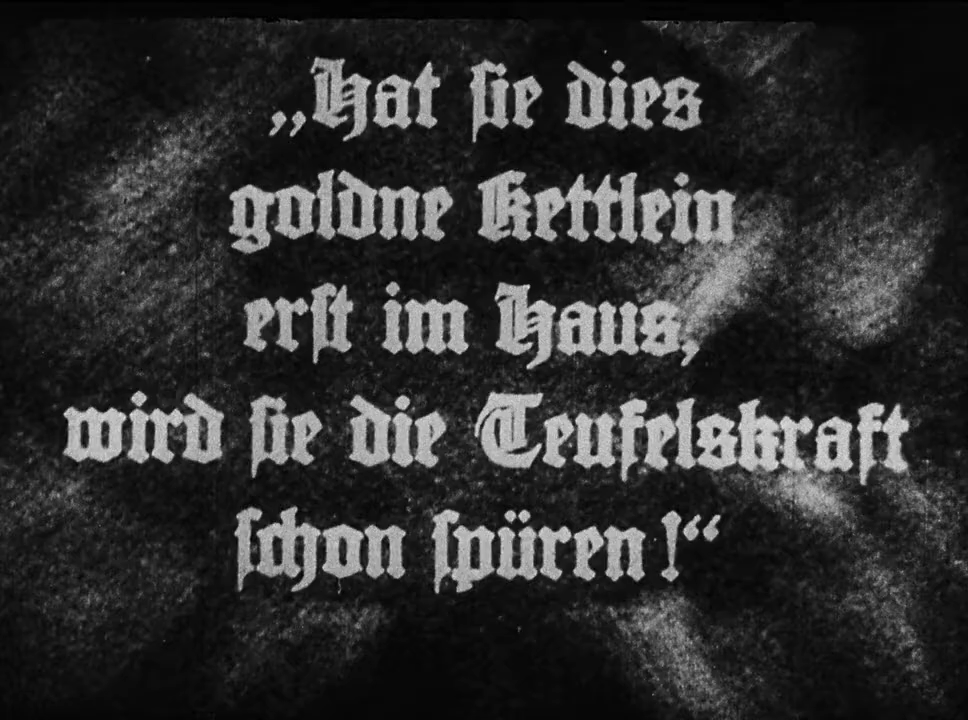 „Hat sie dies
goldne Kettlein
erst im Haus,
wird sie die Teufelskraft
schon spüren!“